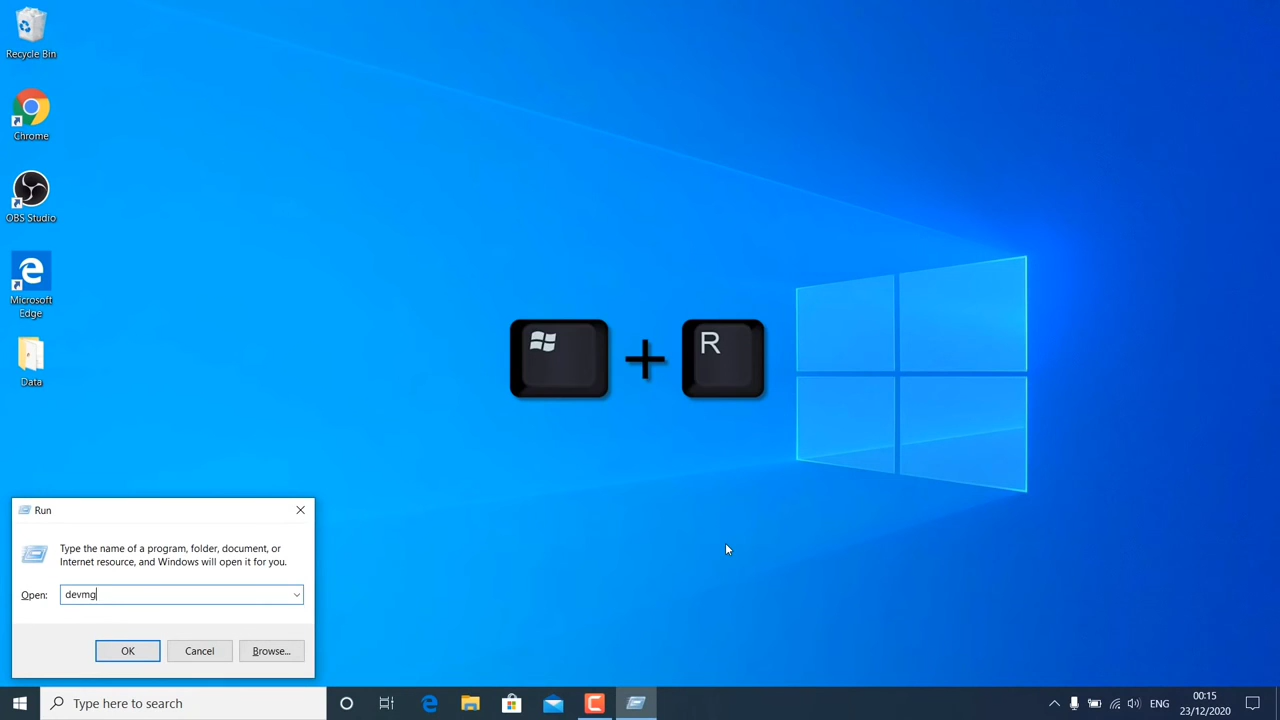 Recycle Bin
Chrome
OBS Studio
Microsoft
Edge
Data
R
Run
Type the name of a program, folder, document, or
Internet resource, and Windows will open it for you.
Open: devmg
OK Cancel Browse...
Type here to search
ENG
00:15
23/12/2020